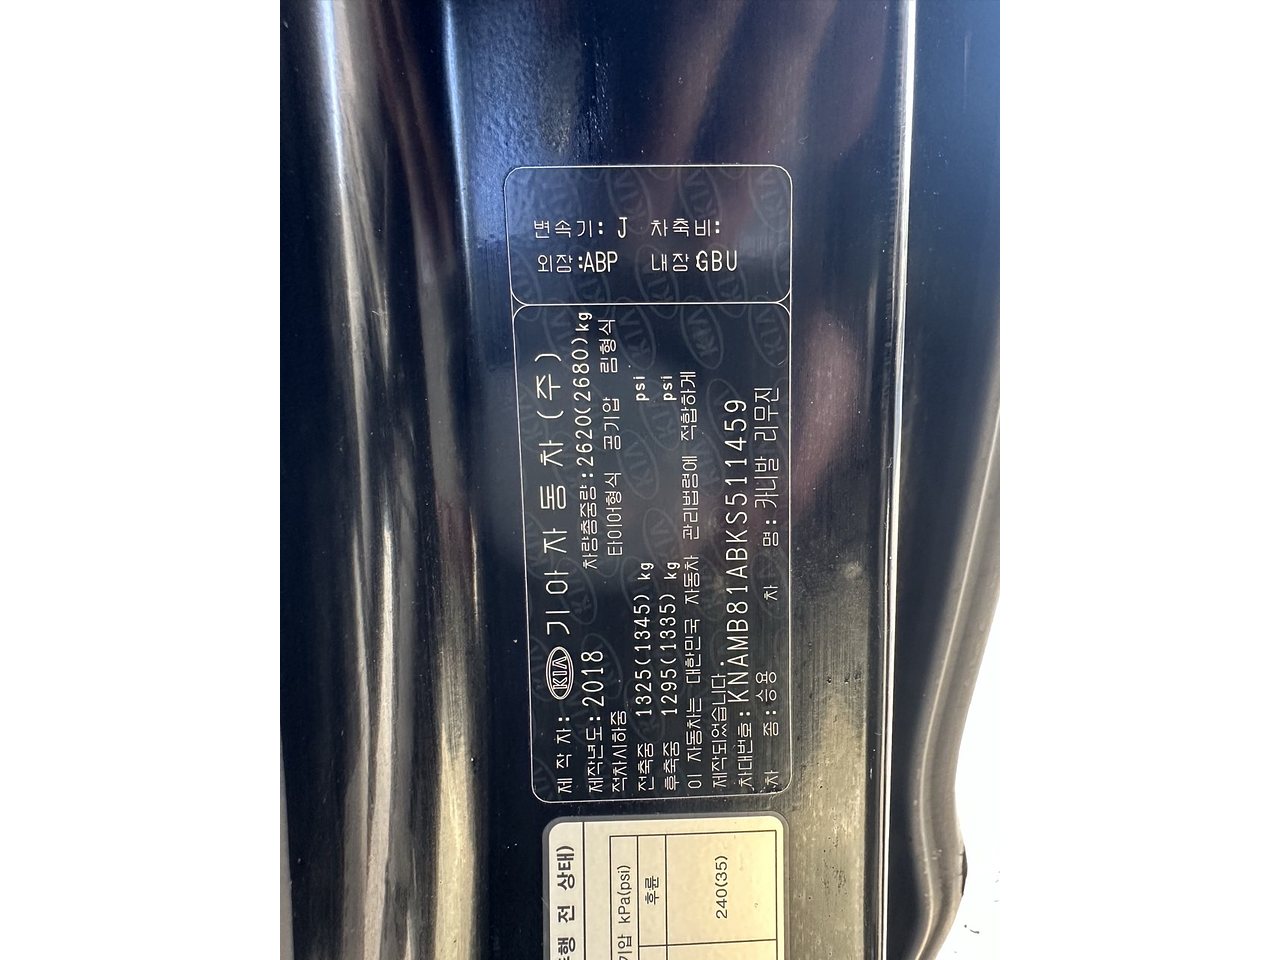 변속기: J 차축비:
외장:ABP 내장:GBU
제 작 자: KIA 기아자동차(주)
제작년도:2018 차량총중량:2620(2680)kg
적차시하중 타이어형식 공기압 림형식
전축중 1325(1345) kg psi
후축중 1295(1335) kg psi
이 자동차는 대한민국 자동차 관리법령에 적합하게
제작되었습니다.
차대번호:KNAMB81ABKS511459
차 종:승용 차 명: 카니발 리무진
행 전 상태)
기압 kPa(psi)
후륜
240(35)